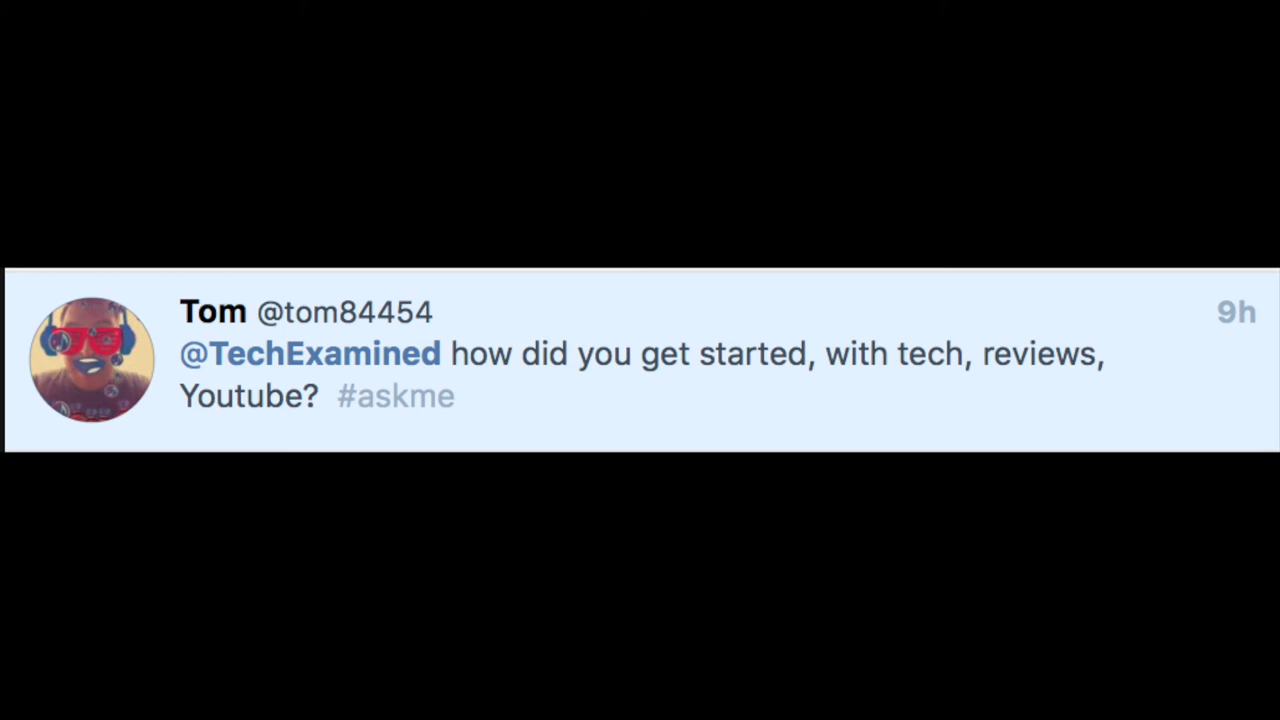 Tom @tom84454 9h
@TechExamined how did you get started, with tech, reviews,
Youtube? #askme